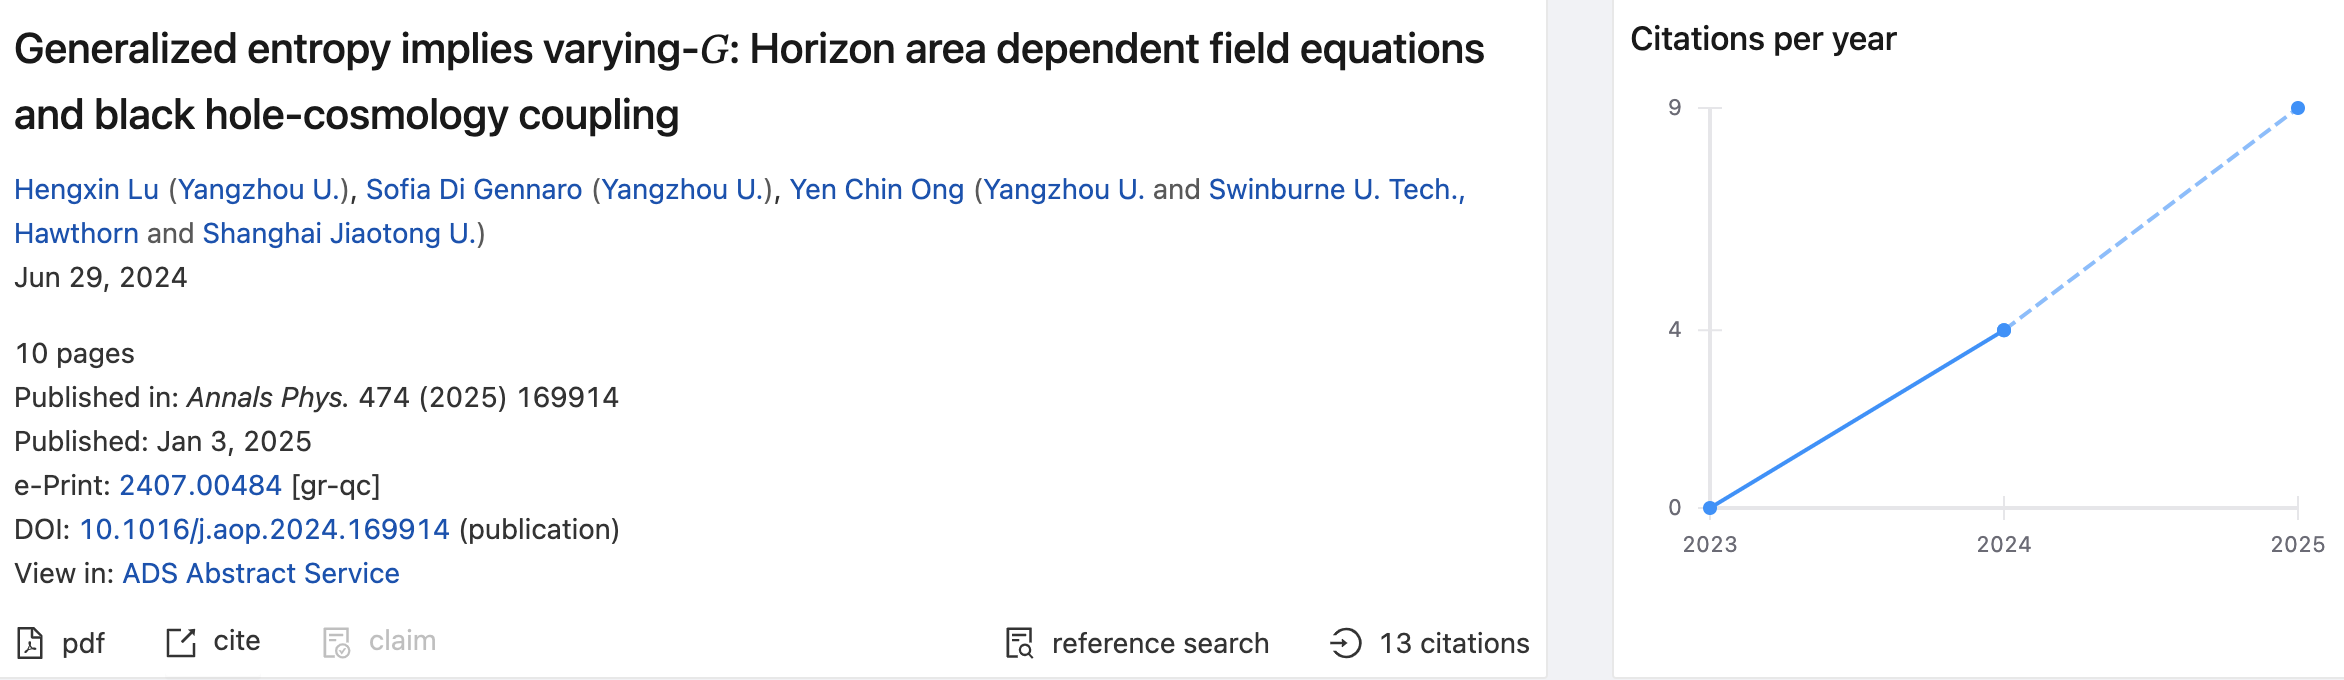 Generalized entropy implies varying-G: Horizon area dependent field equations
and black hole-cosmology coupling
Hengxin Lu (Yangzhou U.), Sofia Di Gennaro (Yangzhou U.), Yen Chin Ong (Yangzhou U. and Swinburne U. Tech.,
Hawthorn and Shanghai Jiaotong U.)
Jun 29, 2024
10 pages
Published in: Annals Phys. 474 (2025) 169914
Published: Jan 3, 2025
e-Print: 2407.00484 [gr-qc]
DOI: 10.1016/j.aop.2024.169914 (publication)
View in: ADS Abstract Service
pdf cite claim reference search 13 citations
Citations per year
9
4
0
2023 2024 2025